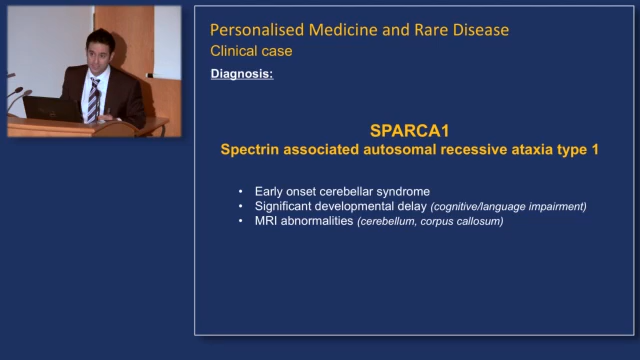 Personalised Medicine and Rare Disease
Clinical case
Diagnosis:
SPARCA1
Spectrin associated autosomal recessive ataxia type 1
• Early onset cerebellar syndrome
• Significant developmental delay (cognitive/language impairment)
• MRI abnormalities (cerebellum, corpus callosum)